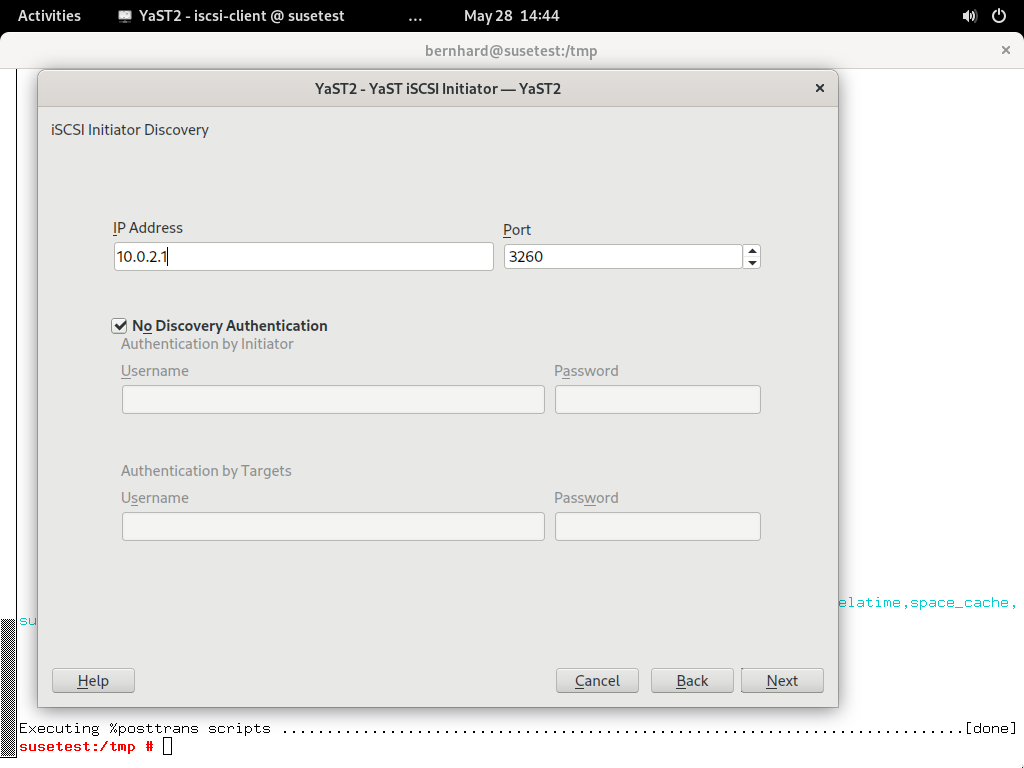 Activities YaST2 - iscsi-client @ susetest ... May 28 14:44
bernhard@susetest:/tmp
YaST2 - YaST iSCSI Initiator — YaST2
iSCSI Initiator Discovery
IP Address Port
10.0.2.1 3260
No Discovery Authentication
Authentication by Initiator
Username Password
Authentication by Targets
Username Password
elatime,space_cache,
su
Help Cancel Back Next
Executing %posttrans scripts ............................................................................[done]
susetest:/tmp #